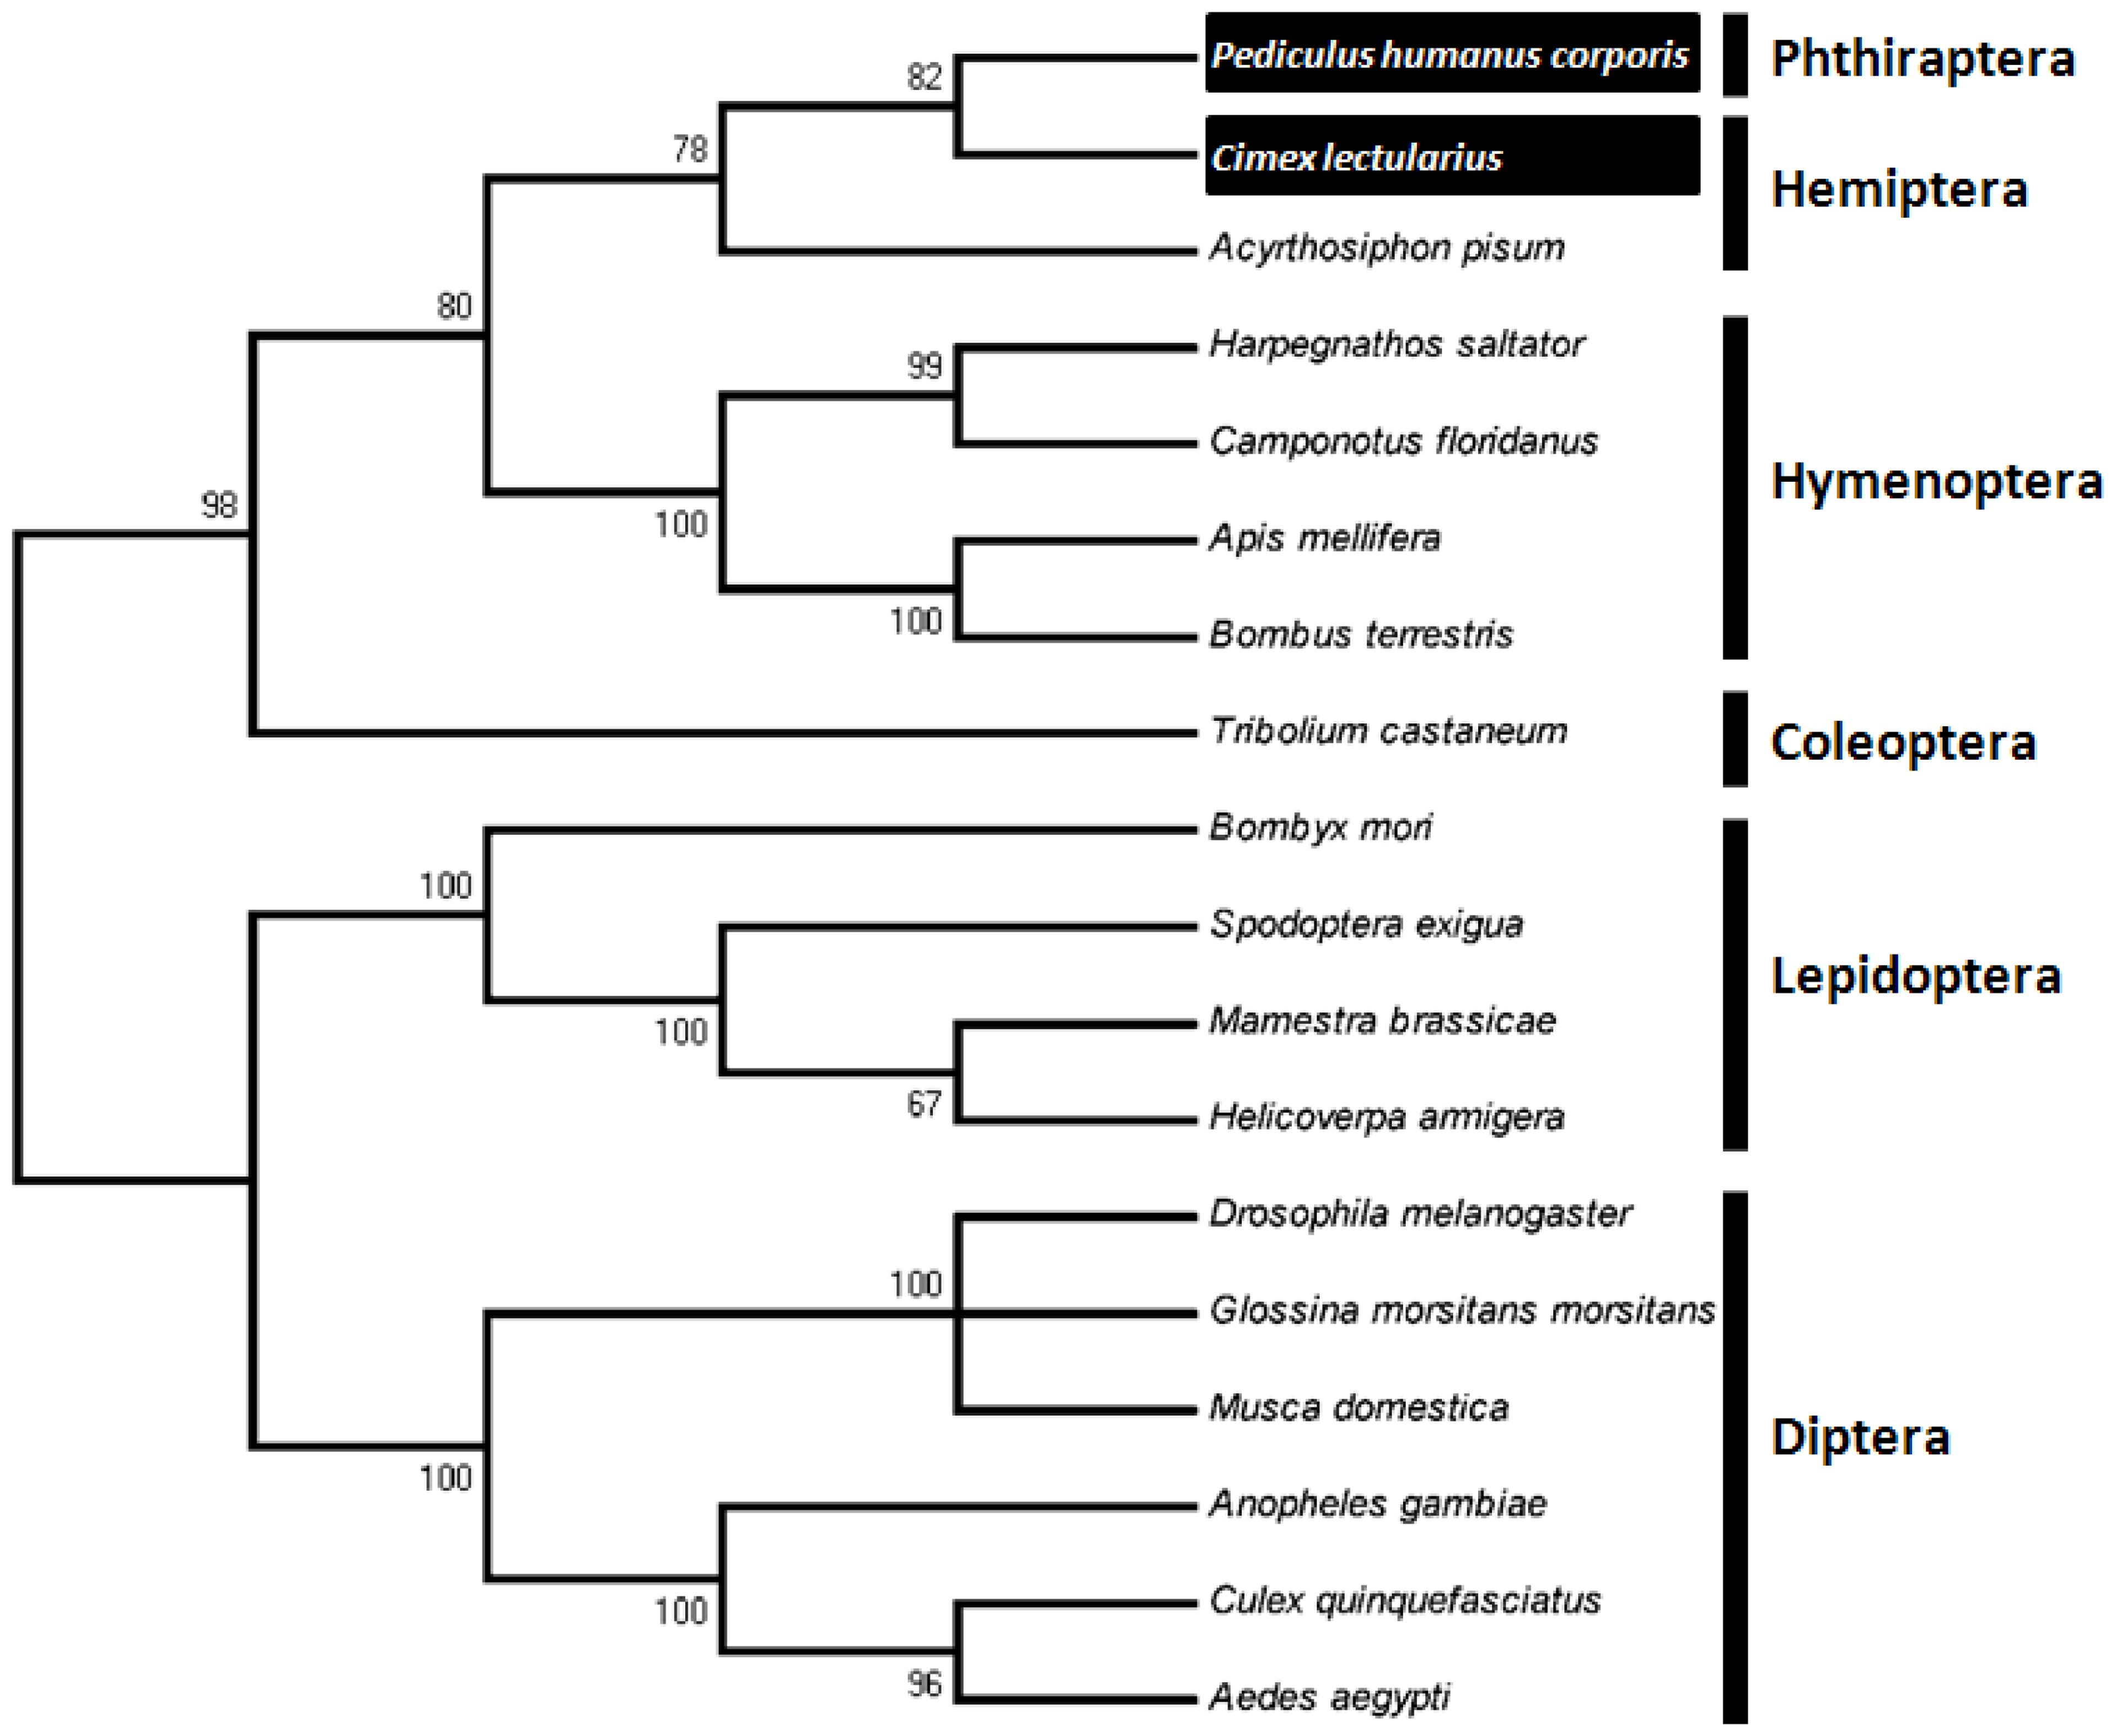 82
Pediculus humanus corporis
Phthiraptera
78
Cimex lectularius
Hemiptera
Acyrthosiphon pisum
80
Harpegnathos saltator
99
Camponotus floridanus
Hymenoptera
98
100
Apis mellifera
100
Bombus terrestris
Tribolium castaneum
Coleoptera
Bombyx mori
100
Spodoptera exigua
Lepidoptera
100
Mamestra brassicae
67
Helicoverpa armigera
Drosophila melanogaster
100
Glossina morsitans morsitans
Musca domestica
Diptera
100
Anopheles gambiae
100
Culex quinquefasciatus
96
Aedes aegypti